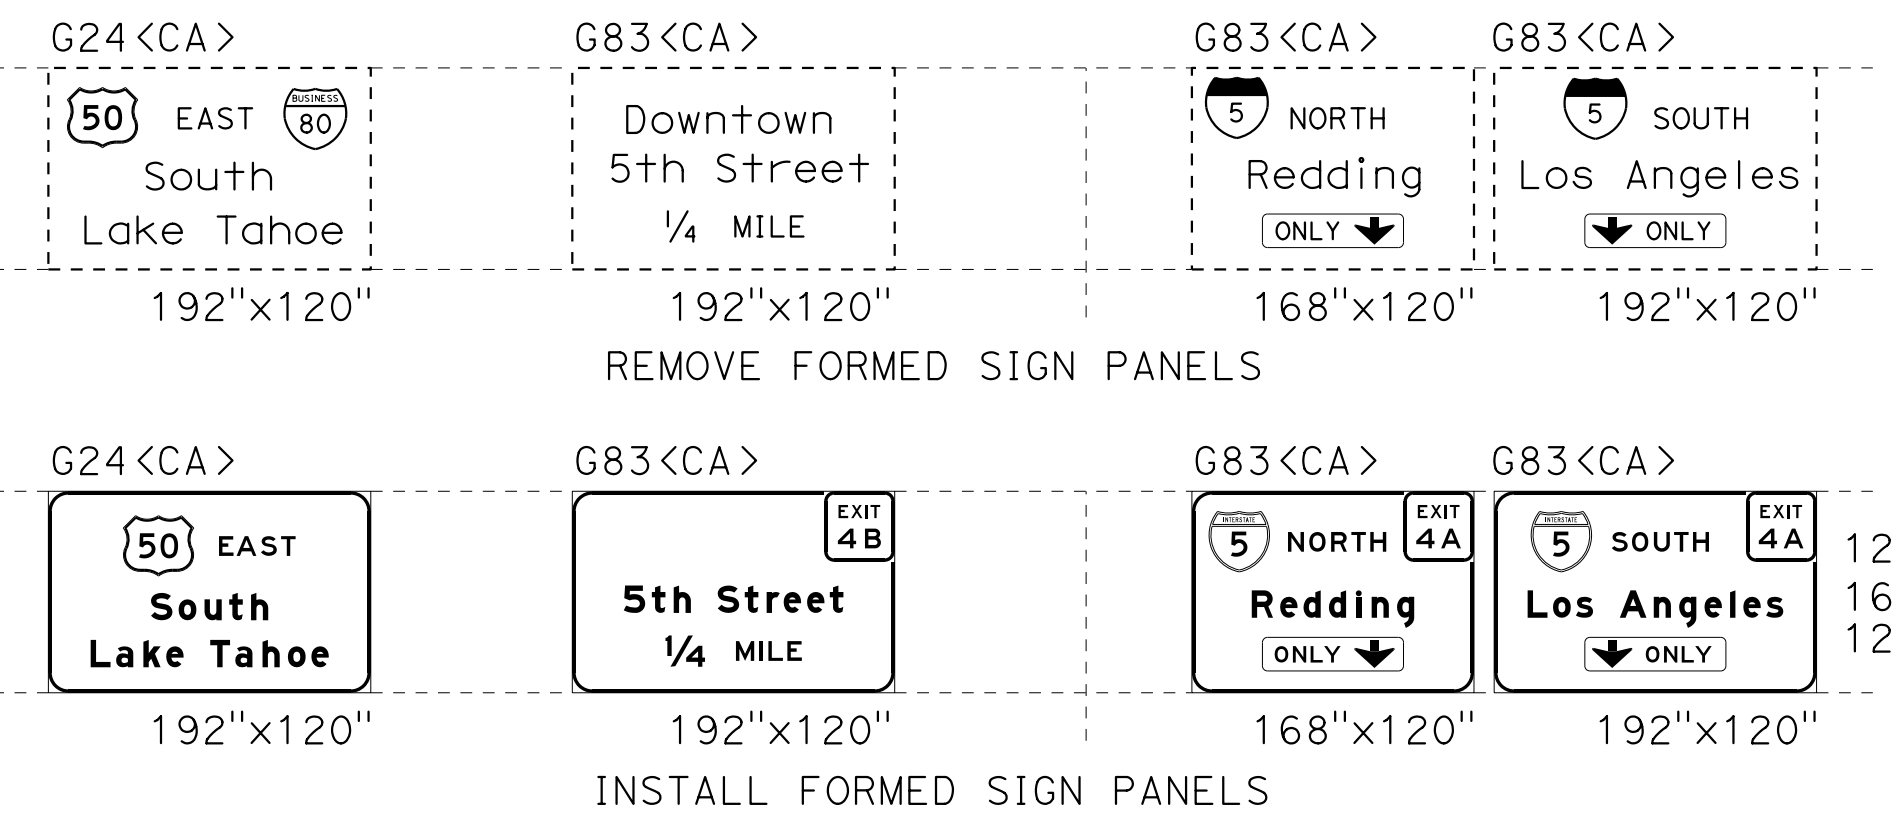 G24<CA>
G83<CA>
G83<CA>
G83<CA>
50 EAST BUSINESS 80
South
Lake Tahoe
Downtown
5th Street
1/4 MILE
5 NORTH
Redding
ONLY
5 SOUTH
Los Angeles
ONLY
192"x120"
192"x120"
168"x120"
192"x120"
REMOVE FORMED SIGN PANELS
G24<CA>
G83<CA>
G83<CA>
G83<CA>
50 EAST
South
Lake Tahoe
EXIT
4B
5th Street
1/4 MILE
INTERSTATE
5 NORTH
EXIT
4A
Redding
ONLY
INTERSTATE
5 SOUTH
EXIT
4A
Los Angeles
ONLY
12
16
12
192"x120"
192"x120"
168"x120"
192"x120"
INSTALL FORMED SIGN PANELS